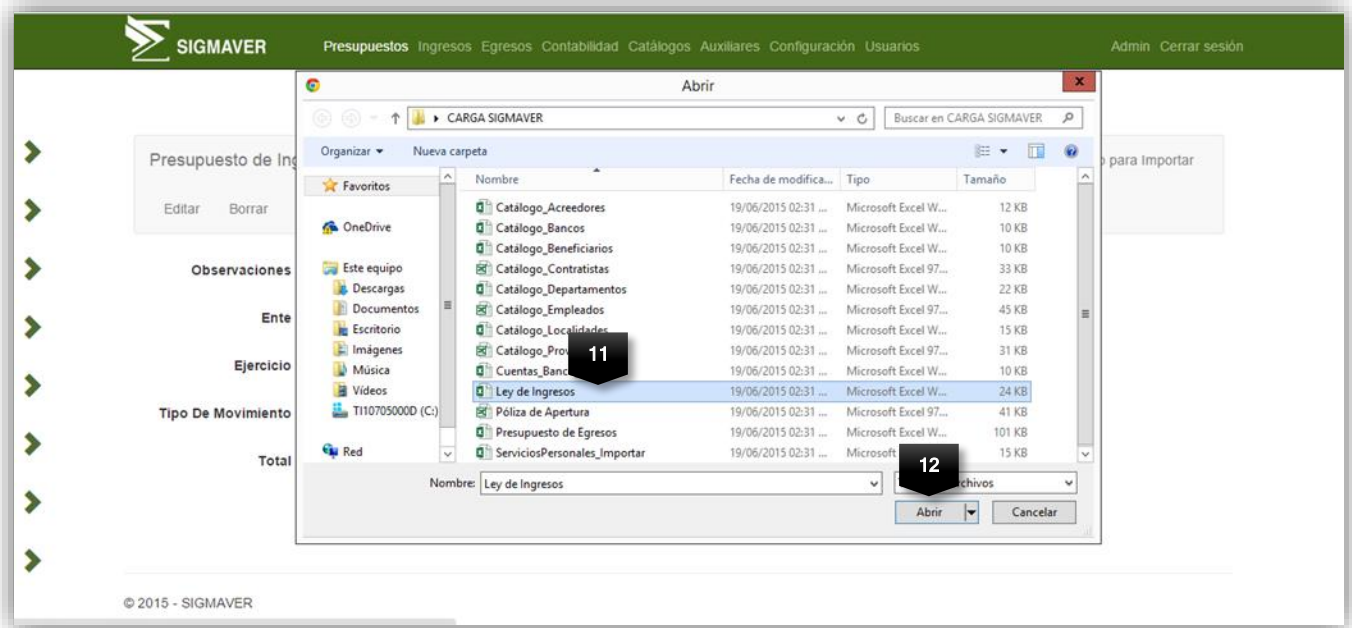 SIGMAVER
Presupuestos Ingresos Egresos Contabilidad Catálogos Auxiliares Configuración Usuarios
Admin Cerrar sesión
Abrir
x
CARGA SIGMAVER
Buscar en CARGA SIGMAVER
Organizar
Nueva carpeta
Presupuesto de
para Importar
Editar Borrar
Favoritos
OneDrive
Este equipo
Descargas
Documentos
Escritorio
Imágenes
Música
Vídeos
TI10705000D (C:)
Red
Nombre Fecha de modifica... Tipo Tamaño
Catálogo_Acreedores 19/06/2015 02:31 ... Microsoft Excel W... 12 KB
Catálogo_Bancos 19/06/2015 02:31 ... Microsoft Excel W... 10 KB
Catálogo_Beneficiarios 19/06/2015 02:31 ... Microsoft Excel W... 10 KB
Catálogo_Contratistas 19/06/2015 02:31 ... Microsoft Excel 97... 33 KB
Catálogo_Departamentos 19/06/2015 02:31 ... Microsoft Excel W... 22 KB
Catálogo_Empleados 19/06/2015 02:31 ... Microsoft Excel 97... 45 KB
Catálogo_Localidades 19/06/2015 02:31 ... Microsoft Excel W... 15 KB
Catálogo_Prov 19/06/2015 02:31 ... Microsoft Excel 97... 31 KB
Cuentas_Banc 19/06/2015 02:31 ... Microsoft Excel W... 10 KB
Ley de Ingresos 19/06/2015 02:31 ... Microsoft Excel W... 24 KB
Póliza de Apertura 19/06/2015 02:31 ... Microsoft Excel 97... 41 KB
Presupuesto de Egresos 19/06/2015 02:31 ... Microsoft Excel W... 101 KB
ServiciosPersonales_Importar 19/06/2015 02:31 ... Microsoft 15 KB
11
12
Observaciones
Ente
Ejercicio
Tipo De Movimiento
Total
Nombre: Ley de Ingresos
Abrir
Cancelar
© 2015 - SIGMAVER